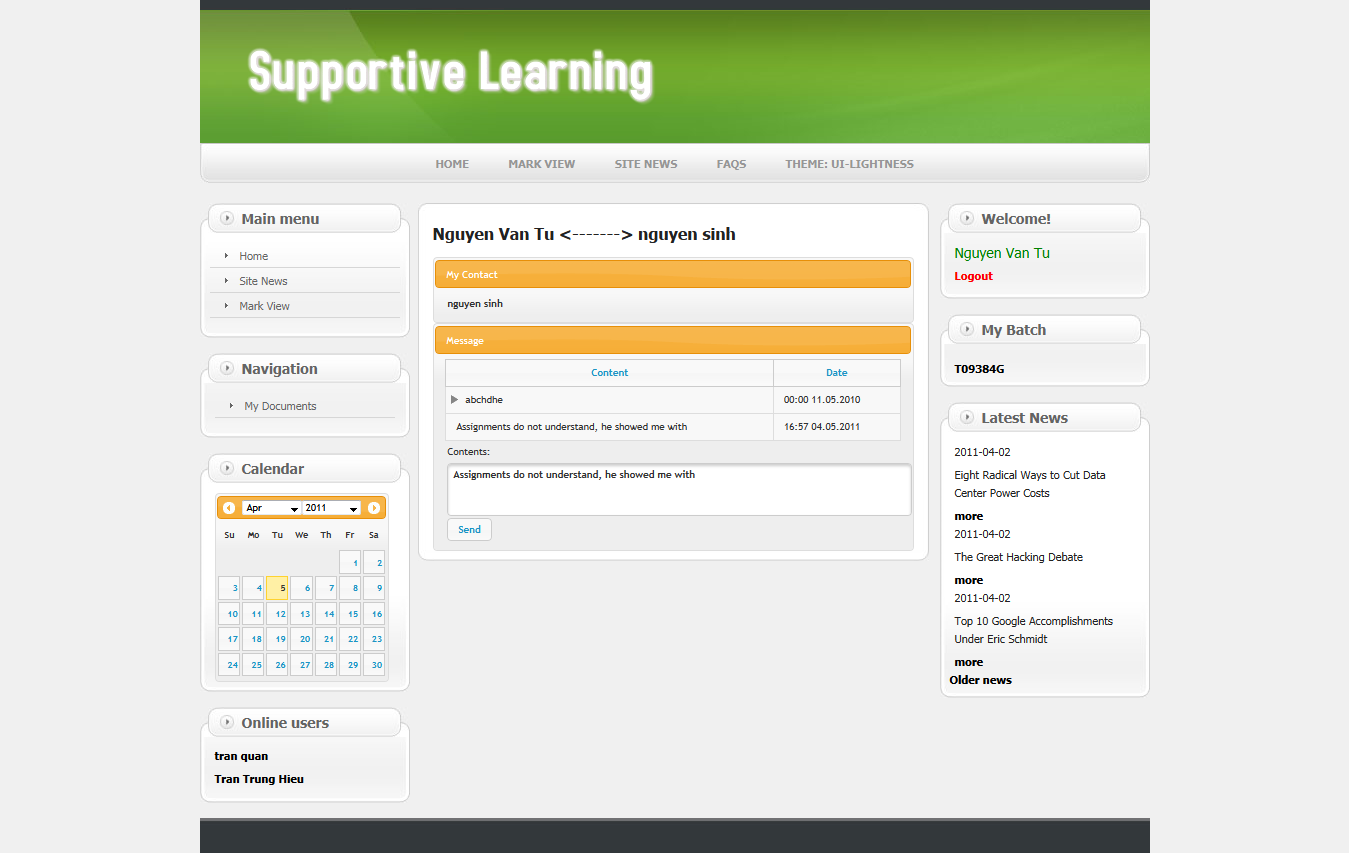 Supportive Learning
HOME MARK VIEW SITE NEWS FAQS THEME: UI-LIGHTNESS
Main menu
Home
Site News
Mark View
Navigation
My Documents
Calendar
Apr 2011
Su Mo Tu We Th Fr Sa
1 2
3 4 5 6 7 8 9
10 11 12 13 14 15 16
17 18 19 20 21 22 23
24 25 26 27 28 29 30
Online users
tran quan
Tran Trung Hieu
Nguyen Van Tu <-------> nguyen sinh
My Contact
nguyen sinh
Message
Content Date
abchdhe 00:00 11.05.2010
Assignments do not understand, he showed me with 16:57 04.05.2011
Contents:
Assignments do not understand, he showed me with
Send
Welcome!
Nguyen Van Tu
Logout
My Batch
T09384G
Latest News
2011-04-02
Eight Radical Ways to Cut Data
Center Power Costs
more
2011-04-02
The Great Hacking Debate
more
2011-04-02
Top 10 Google Accomplishments
Under Eric Schmidt
more
Older news